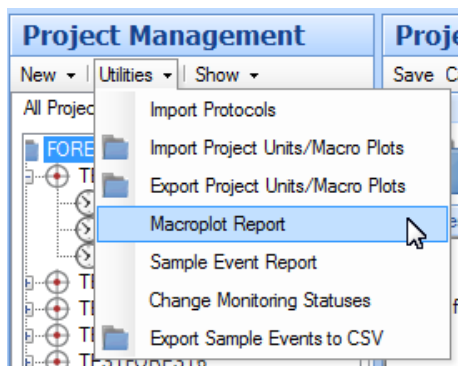 Project Management
Proje
New Utilities Show
Save C
All Projec
Import Protocols
FORE
Import Project Units/Macro Plots
Export Project Units/Macro Plots
Macroplot Report
Sample Event Report
Change Monitoring Statuses
Export Sample Events to CSV
TESTFOREST8